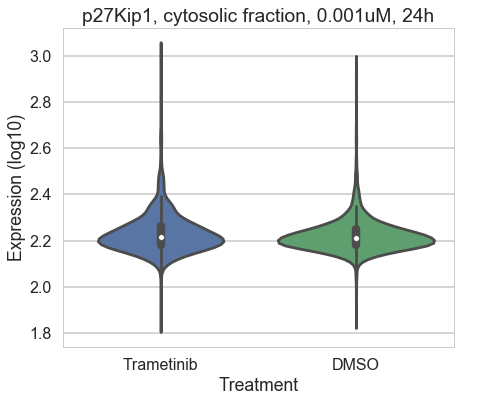 p27Kip1, cytosolic fraction, 0.001uM, 24h
Expression (log10)
3.0
2.8
2.6
2.4
2.2
2.0
1.8
Trametinib DMSO
Treatment